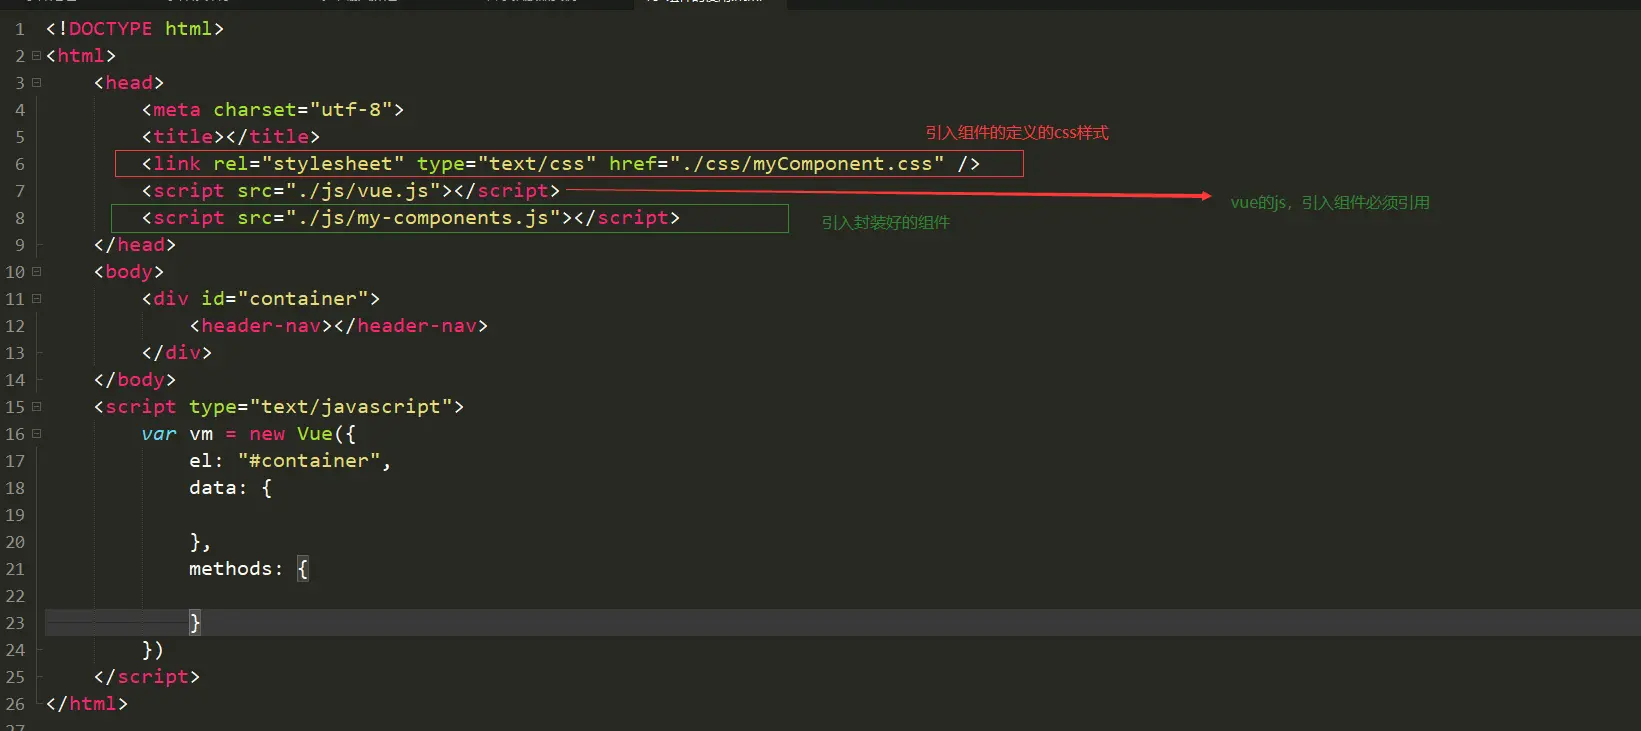 1 <!DOCTYPE html>
2 <html>
3 <head>
4 <meta charset="utf-8">
5 <title></title>
引入组件的定义的css样式
6 <link rel="stylesheet" type="text/css" href="./css/myComponent.css" />
7 <script src="./js/vue.js"></script>
vue的js，引入组件必须引用
8 <script src="./js/my-components.js"></script>
引入封装好的组件
9 </head>
10 <body>
11 <div id="container">
12 <header-nav></header-nav>
13 </div>
14 </body>
15 <script type="text/javascript">
16 var vm = new Vue({
17 el: "#container",
18 data: {
19
20 },
21 methods: {
22
23 }
24 })
25 </script>
26 </html>
27